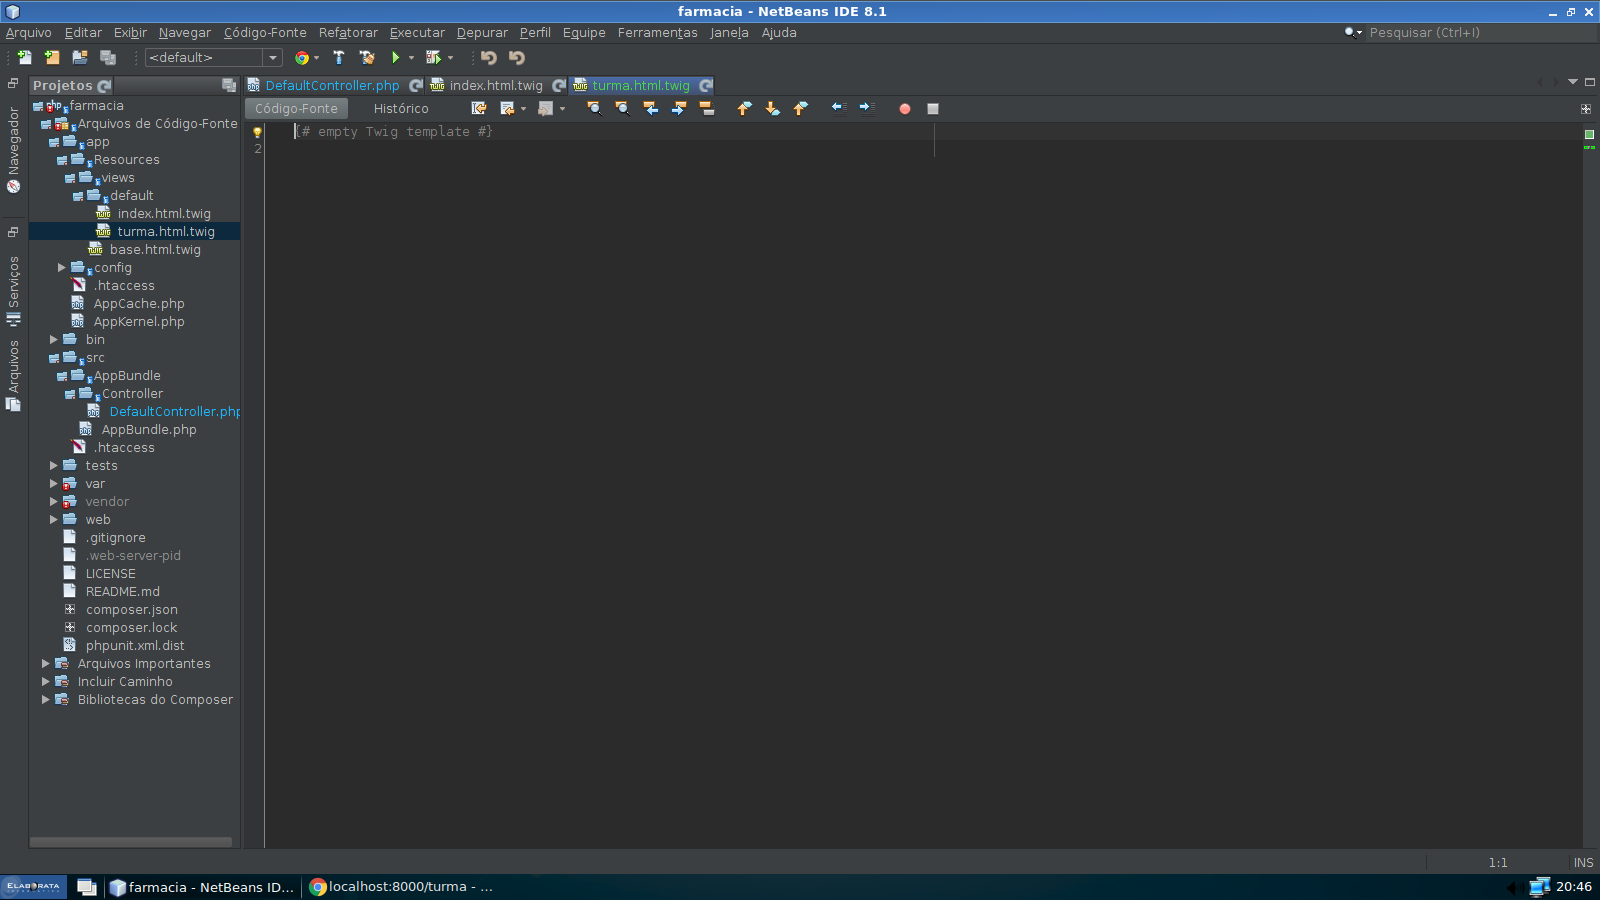 farmacia - NetBeans IDE 8.1
Arquivo Editar Exibir Navegar Código-Fonte Refatorar Executar Depurar Perfil Equipe Ferramentas Janela Ajuda Pesquisar (Ctrl+I)
<default>
Projetos
DefaultController.php index.html.twig turma.html.twig
Código-Fonte Histórico
{# empty Twig template #}
2
Navegador
Serviços
Arquivos
farmacia
Arquivos de Código-Fonte
app
Resources
views
default
index.html.twig
turma.html.twig
base.html.twig
config
.htaccess
AppCache.php
AppKernel.php
bin
src
AppBundle
Controller
DefaultController.php
AppBundle.php
.htaccess
tests
var
vendor
web
.gitignore
.web-server-pid
LICENSE
README.md
composer.json
composer.lock
phpunit.xml.dist
Arquivos Importantes
Incluir Caminho
Bibliotecas do Composer
1:1 INS
ELABORATA farmacia - NetBeans ID... localhost:8000/turma - ... 20:46